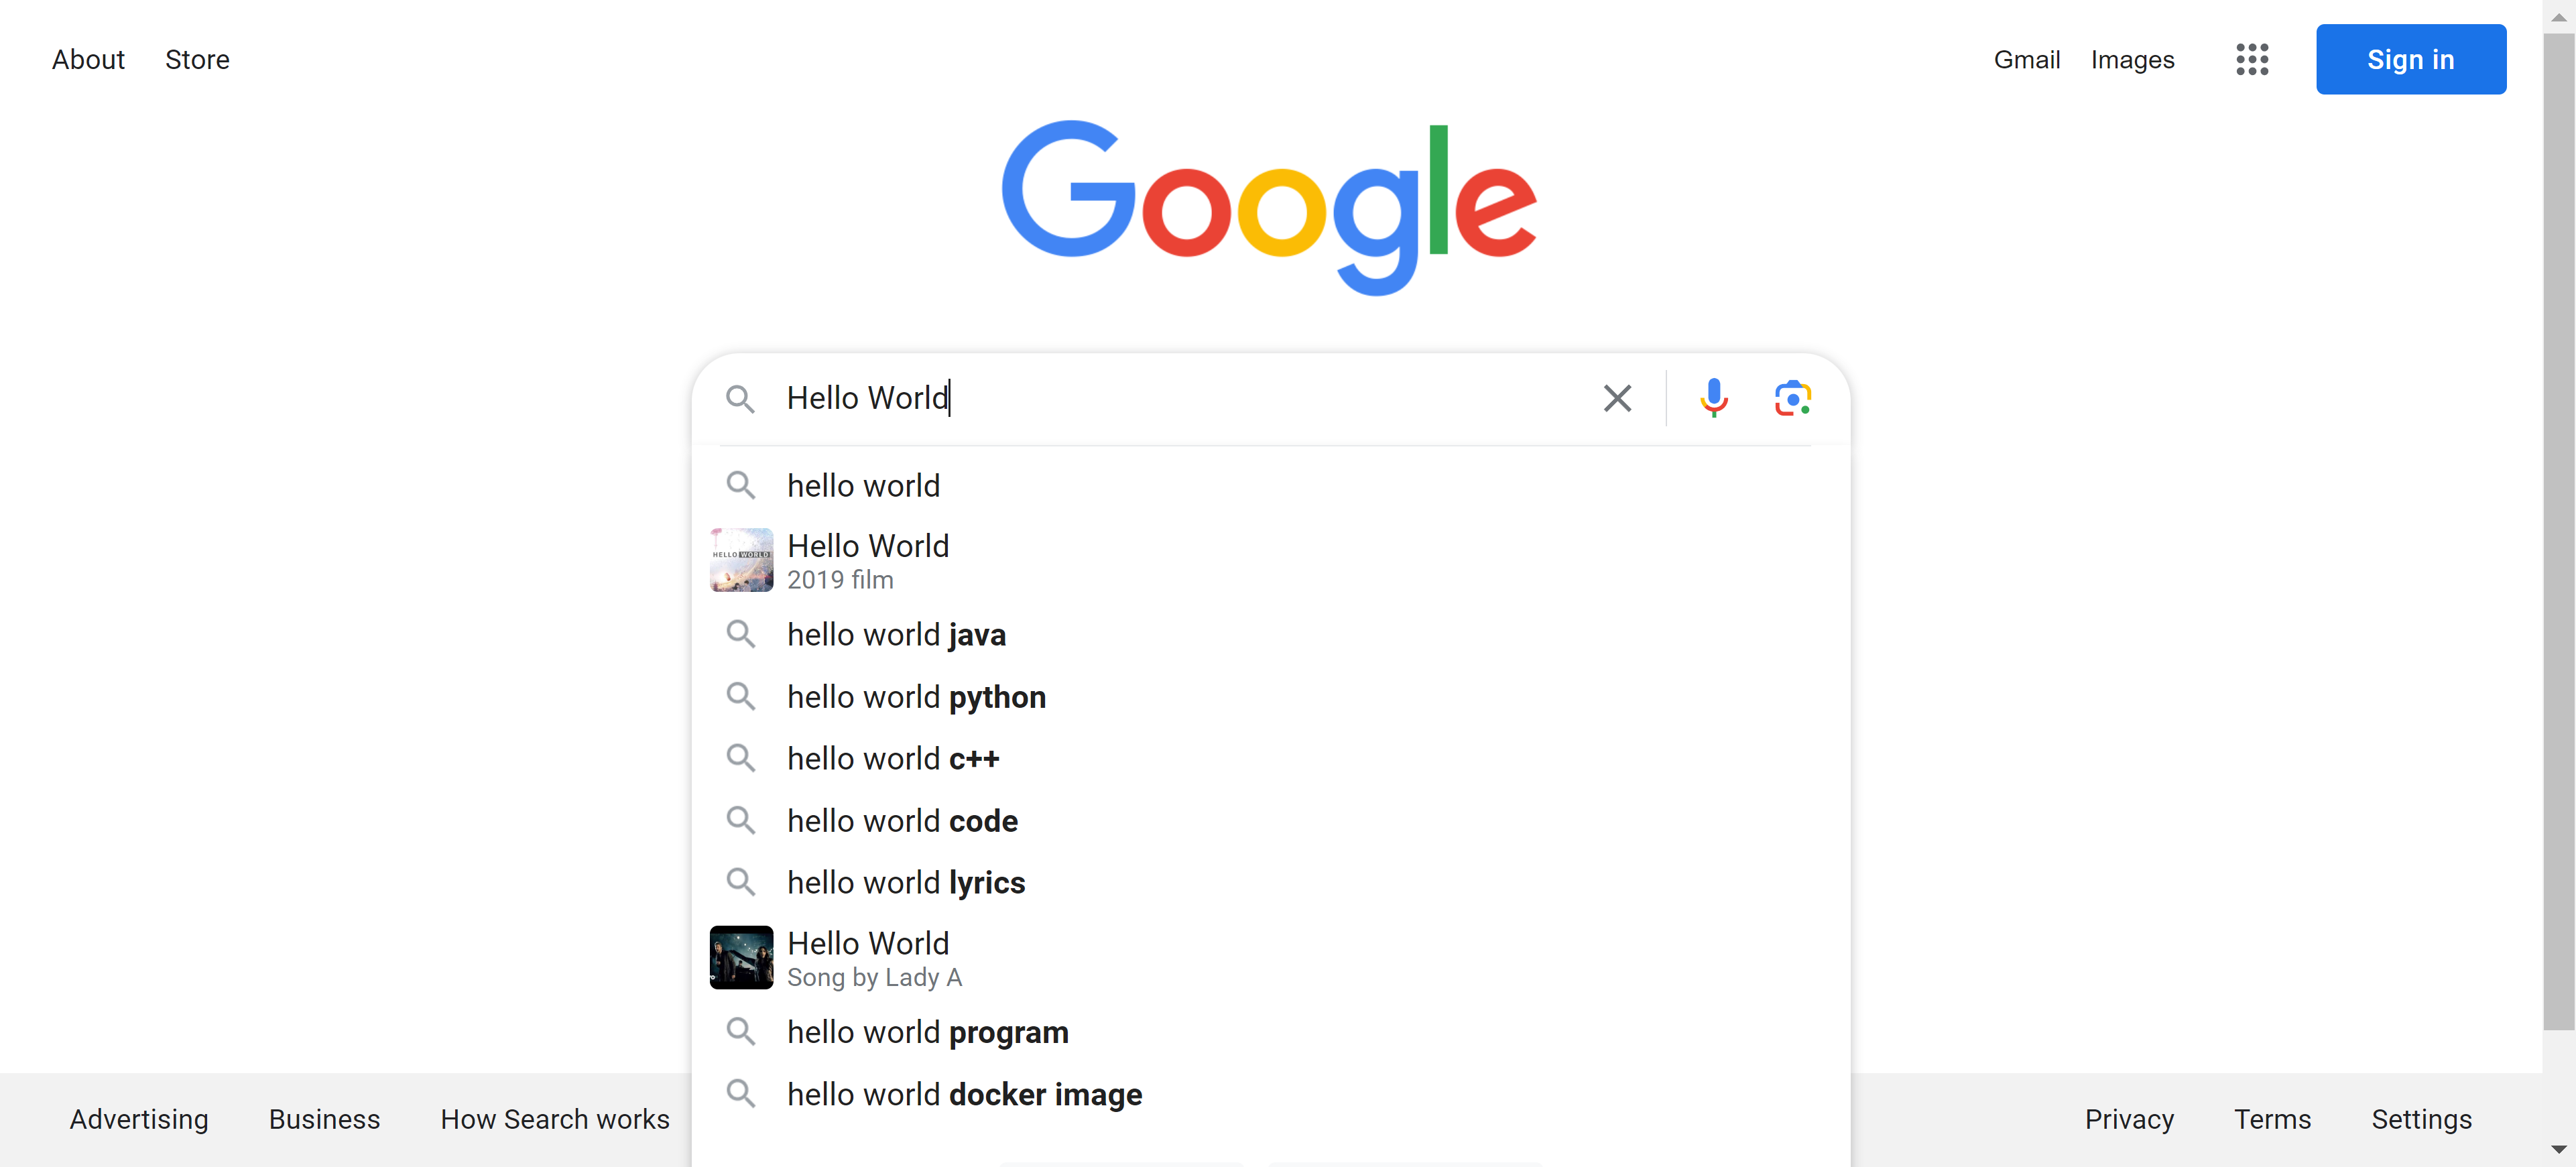 About Store Gmail Images Sign in
Google
Hello World
hello world
HELLO WORLD
Hello World
2019 film
hello world java
hello world python
hello world c++
hello world code
hello world lyrics
Hello World
Song by Lady A
hello world program
hello world docker image
Advertising Business How Search works Privacy Terms Settings